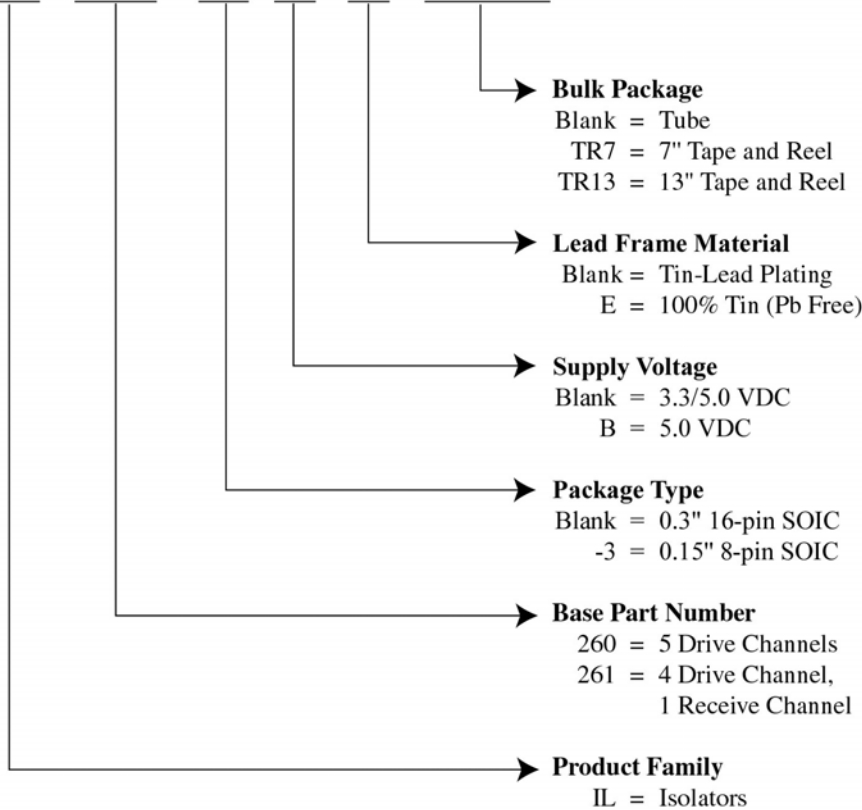 Bulk Package
Blank = Tube
TR7 = 7" Tape and Reel
TR13 = 13" Tape and Reel
Lead Frame Material
Blank = Tin-Lead Plating
E = 100% Tin (Pb Free)
Supply Voltage
Blank = 3.3/5.0 VDC
B = 5.0 VDC
Package Type
Blank = 0.3" 16-pin SOIC
-3 = 0.15" 8-pin SOIC
Base Part Number
260 = 5 Drive Channels
261 = 4 Drive Channel,
1 Receive Channel
Product Family
IL = Isolators